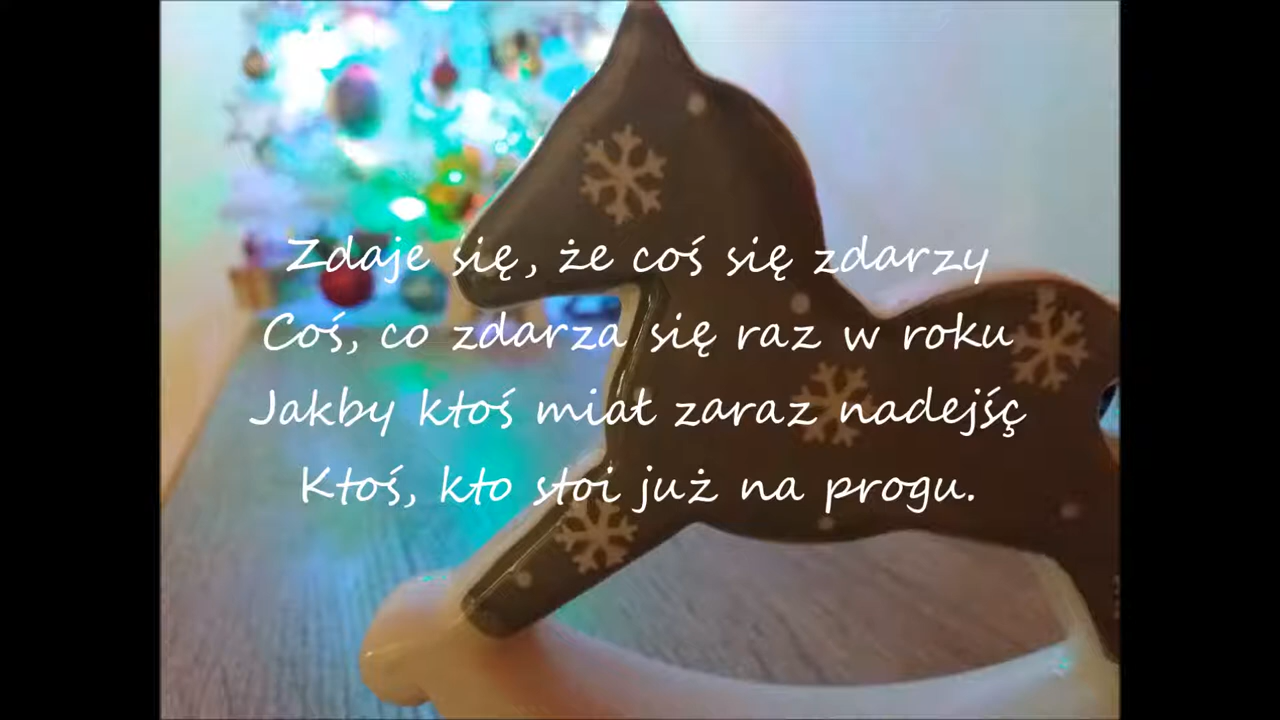 Zdaje się, że coś się zdarzy
Coś, co zdarza się raz w roku
Jakby ktoś miał zaraz nadejśç
Ktoś, kto stoi już na progu.